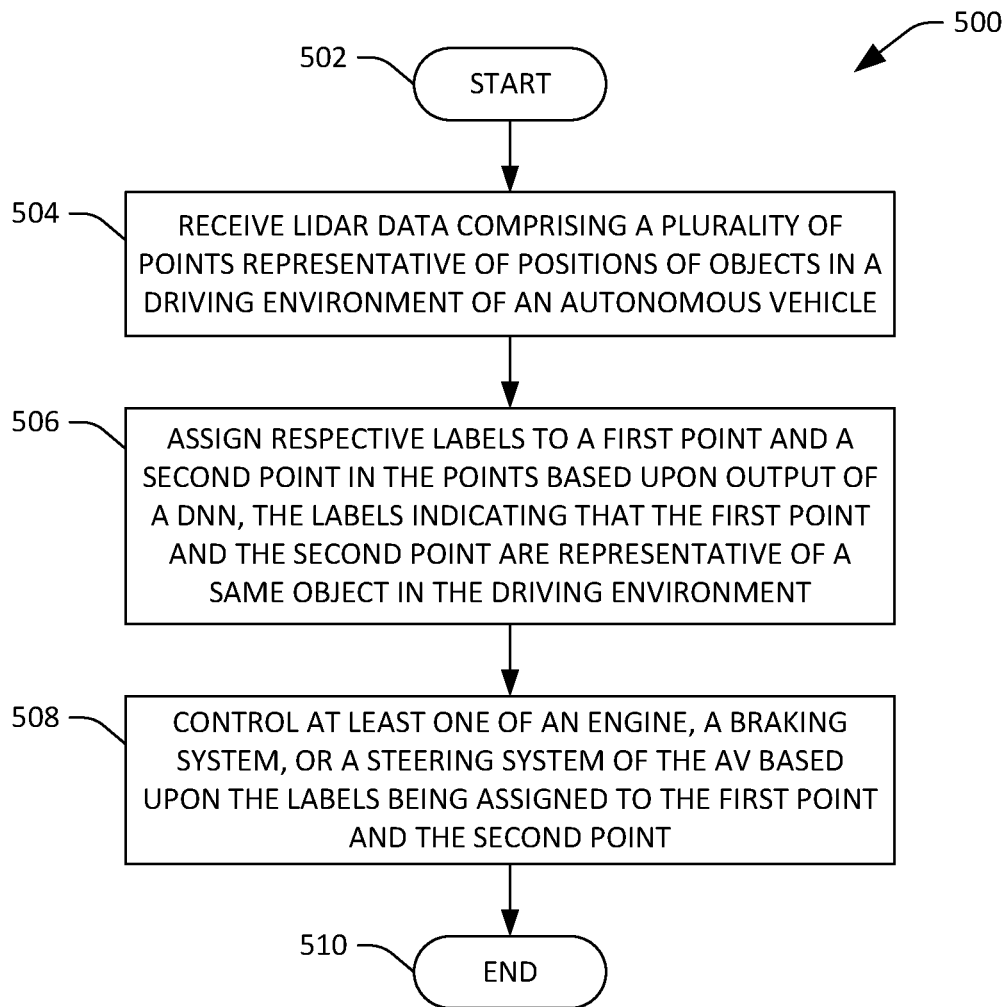 500
502
START
504
RECEIVE LIDAR DATA COMPRISING A PLURALITY OF
POINTS REPRESENTATIVE OF POSITIONS OF OBJECTS IN A
DRIVING ENVIRONMENT OF AN AUTONOMOUS VEHICLE
506
ASSIGN RESPECTIVE LABELS TO A FIRST POINT AND A
SECOND POINT IN THE POINTS BASED UPON OUTPUT OF
A DNN, THE LABELS INDICATING THAT THE FIRST POINT
AND THE SECOND POINT ARE REPRESENTATIVE OF A
SAME OBJECT IN THE DRIVING ENVIRONMENT
508
CONTROL AT LEAST ONE OF AN ENGINE, A BRAKING
SYSTEM, OR A STEERING SYSTEM OF THE AV BASED
UPON THE LABELS BEING ASSIGNED TO THE FIRST POINT
AND THE SECOND POINT
510
END